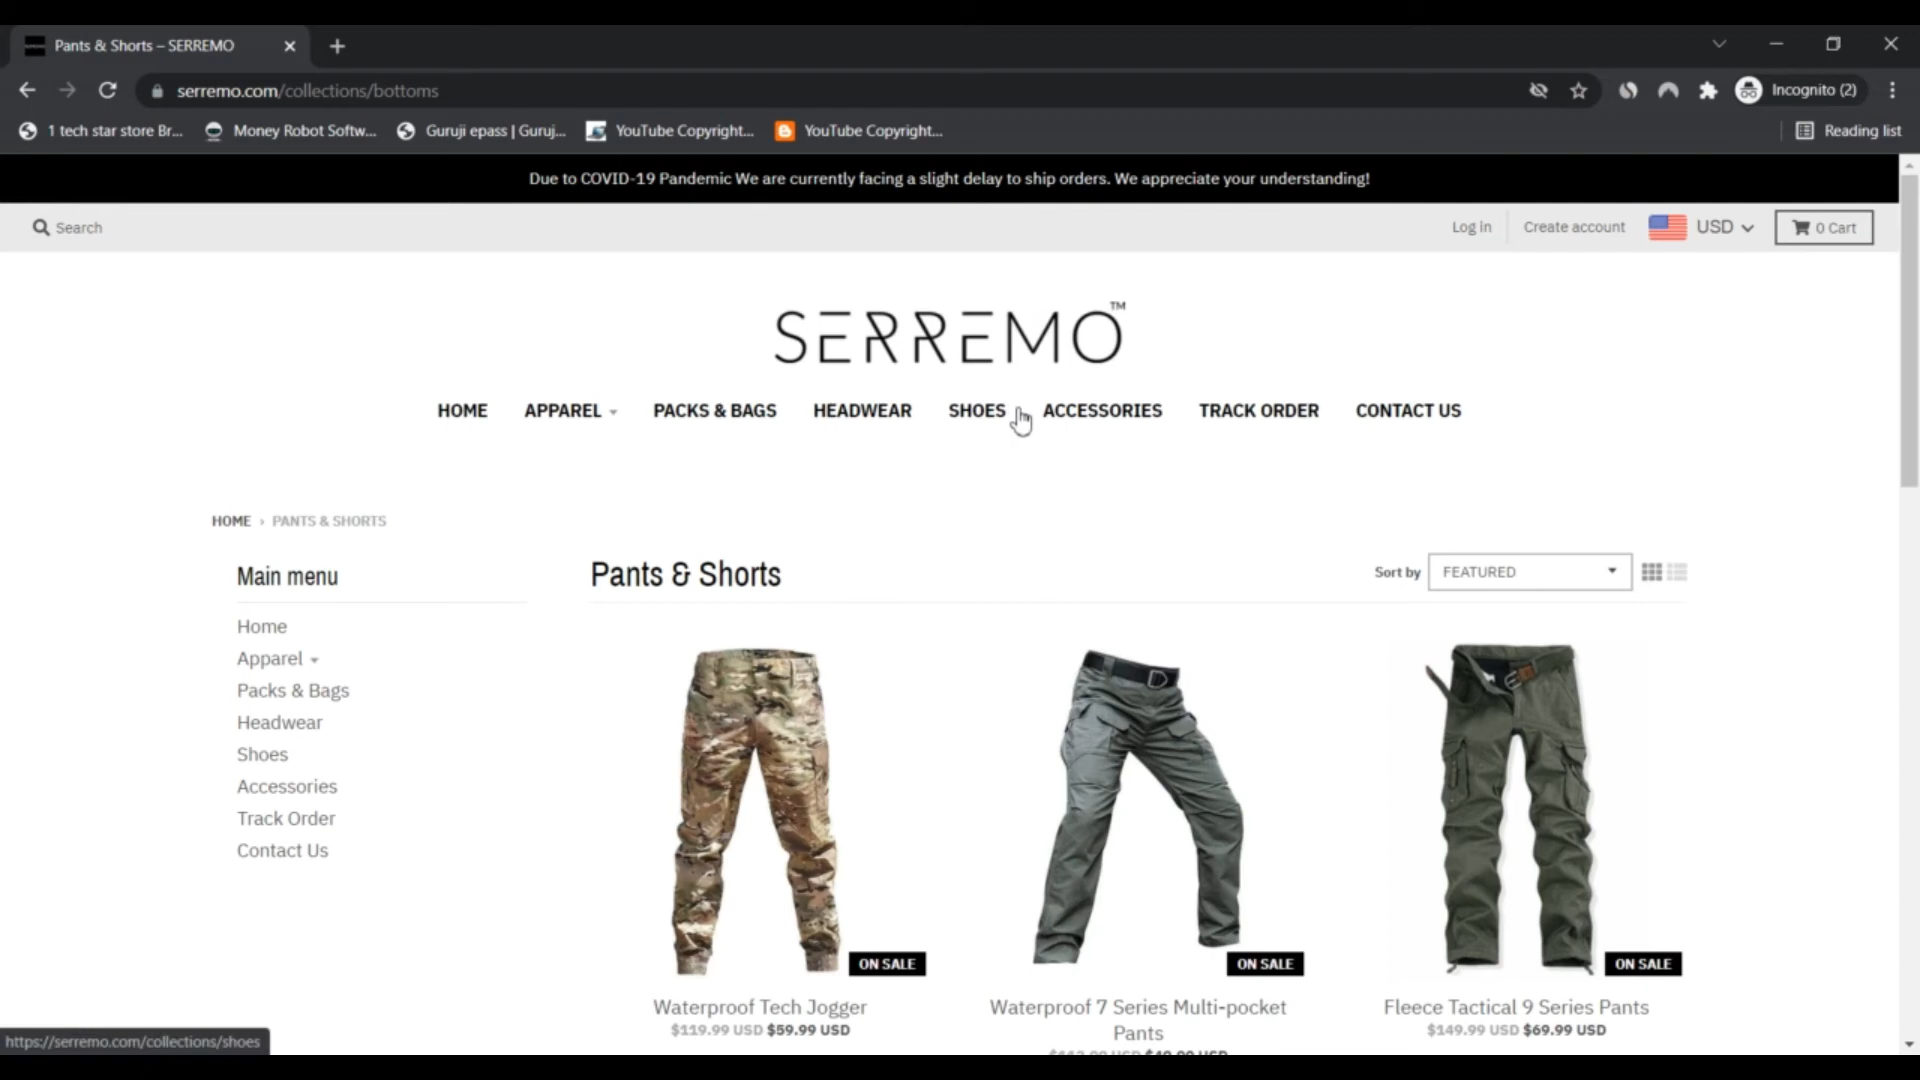 Pants & Shorts – SERREMO
serremo.com/collections/bottoms
Incognito (2)
1 tech star store Br...
Money Robot Softw...
Guruji epass | Guruj...
YouTube Copyright...
YouTube Copyright...
Reading list
Due to COVID-19 Pandemic We are currently facing a slight delay to ship orders. We appreciate your understanding!
Search
Log in
Create account
USD
0 Cart
SERREMO™
HOME
APPAREL
PACKS & BAGS
HEADWEAR
SHOES
ACCESSORIES
TRACK ORDER
CONTACT US
HOME › PANTS & SHORTS
Main menu
Home
Apparel
Packs & Bags
Headwear
Shoes
Accessories
Track Order
Contact Us
Pants & Shorts
Sort by
FEATURED
ON SALE
ON SALE
ON SALE
Waterproof Tech Jogger
$119.99 USD $59.99 USD
Waterproof 7 Series Multi-pocket
Pants
Fleece Tactical 9 Series Pants
$149.99 USD $69.99 USD
https://serremo.com/collections/shoes